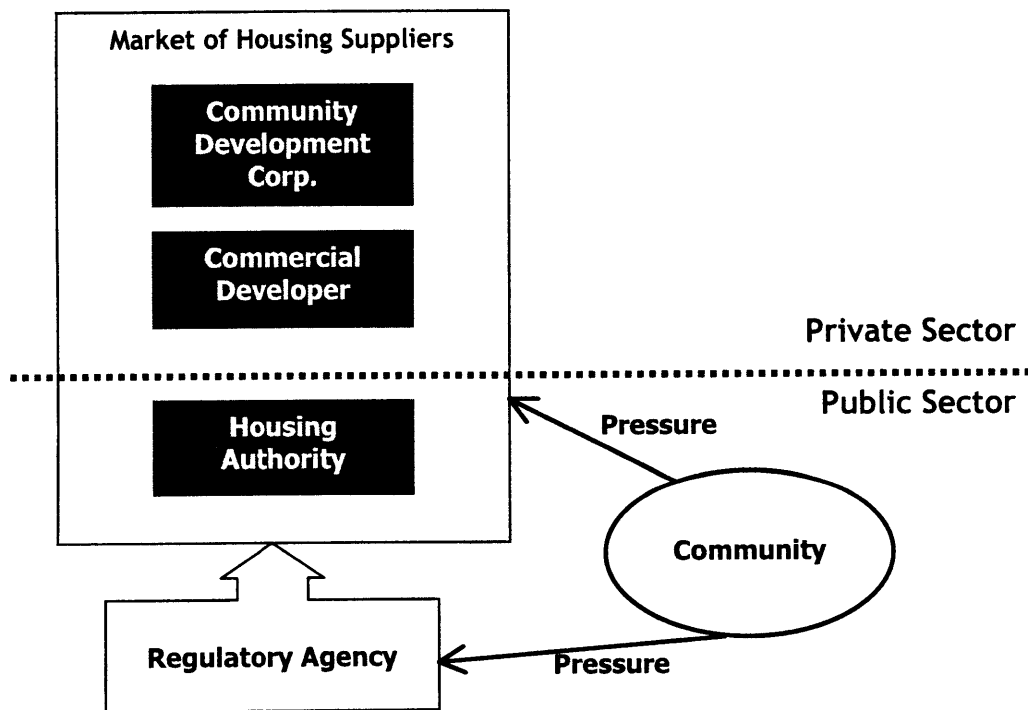 Market of Housing Suppliers
Community
Development
Corp.
Commercial
Developer
Private Sector
Public Sector
Housing
Authority
Pressure
Community
Regulatory Agency
Pressure